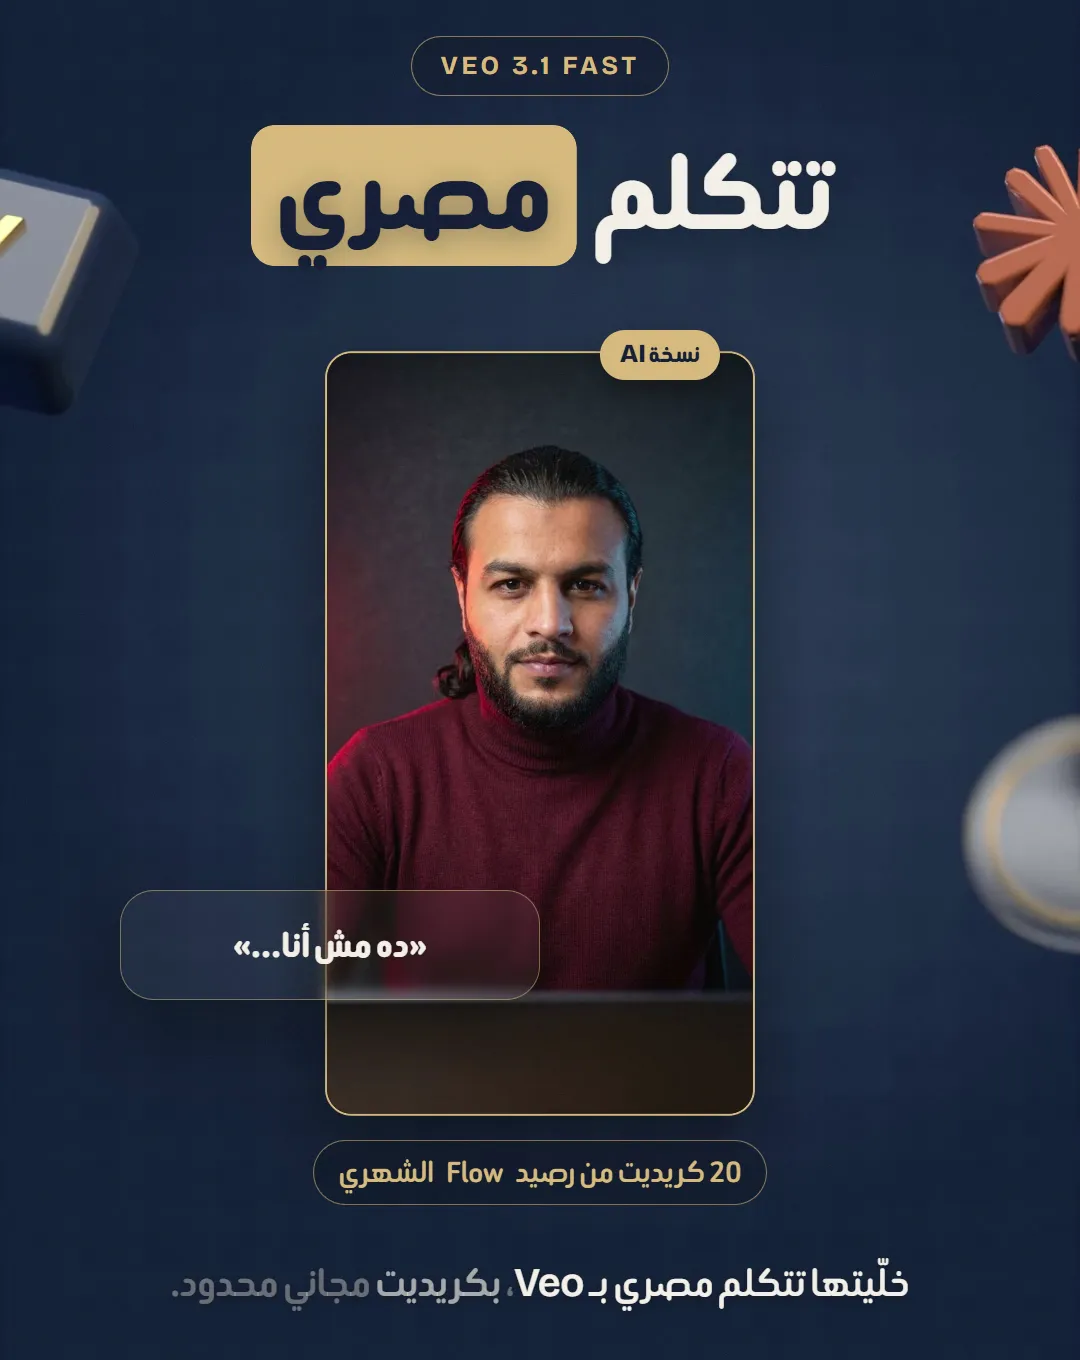 VEO 3.1 FAST
تتكلم مصري
نسخة AI
«ده مش أنا...»
20 كريديت من رصيد Flow الشهري
خلّيتها تتكلم مصري بـ Veo، بكريديت مجاني محدود.